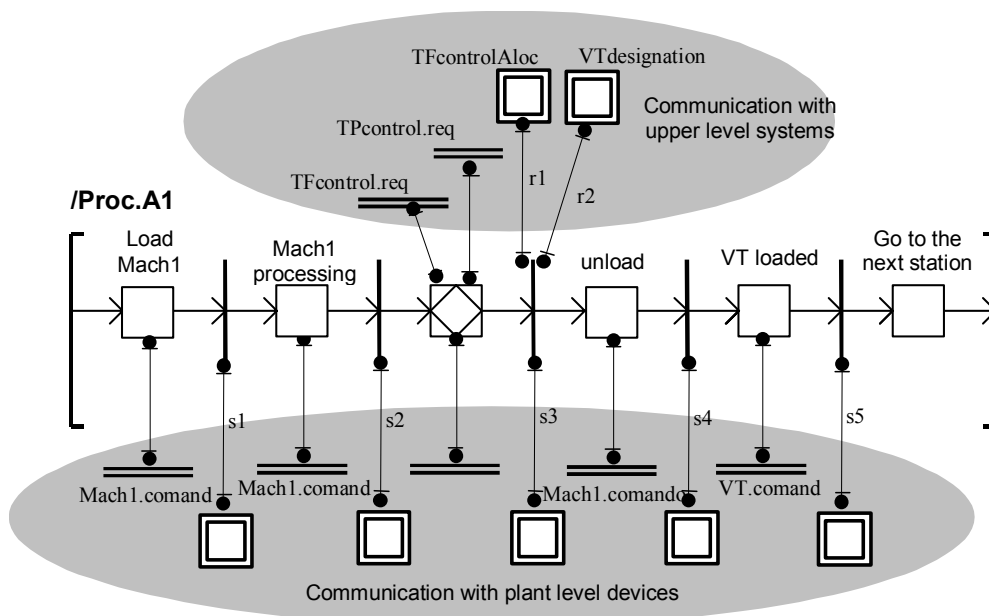 TFcontrolAloc
VTdesignation
Communication with
upper level systems
TPcontrol.req
TFcontrol.req
r1
r2
/Proc.A1
Load
Mach1
Mach1
processing
unload
VT loaded
Go to the
next station
s1
s2
s3
s4
s5
Mach1.comand
Mach1.comand
Mach1.comando
VT.comand
Communication with plant level devices